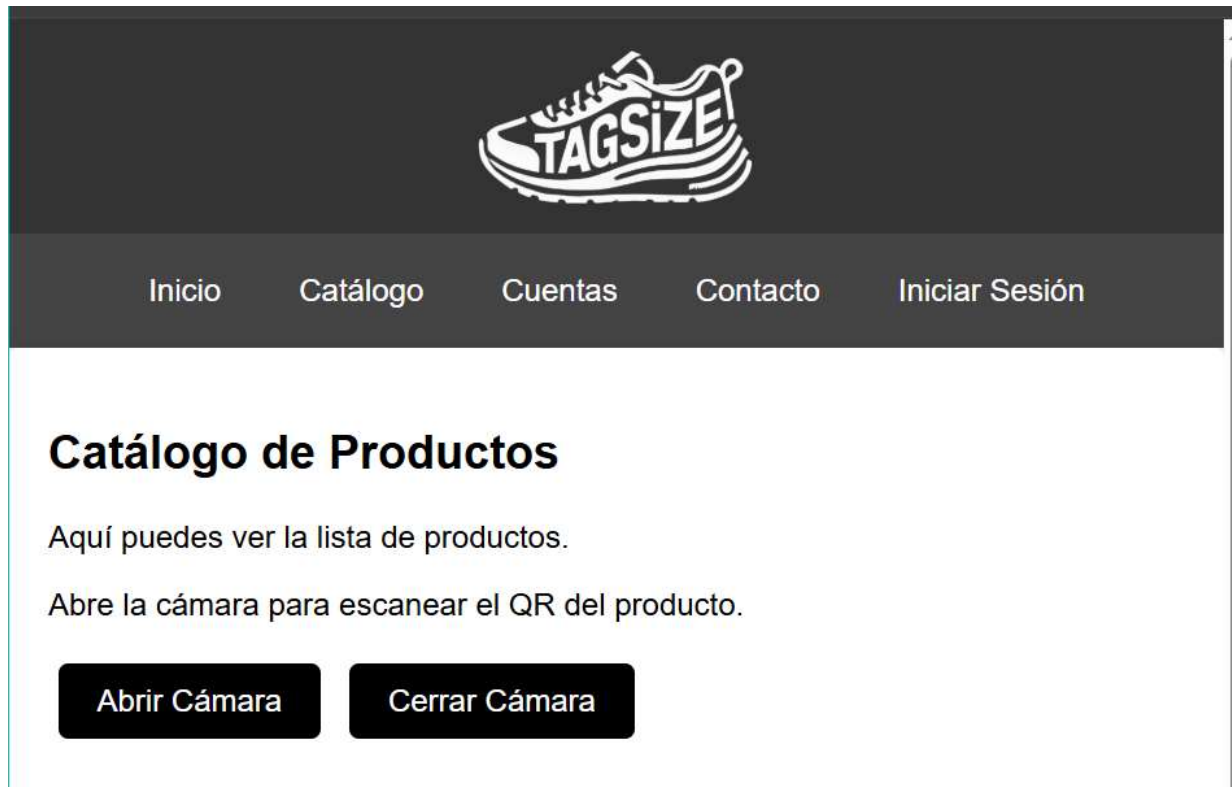 TAGSiZE
Inicio Catálogo Cuentas Contacto Iniciar Sesión
Catálogo de Productos
Aquí puedes ver la lista de productos.
Abre la cámara para escanear el QR del producto.
Abrir Cámara Cerrar Cámara